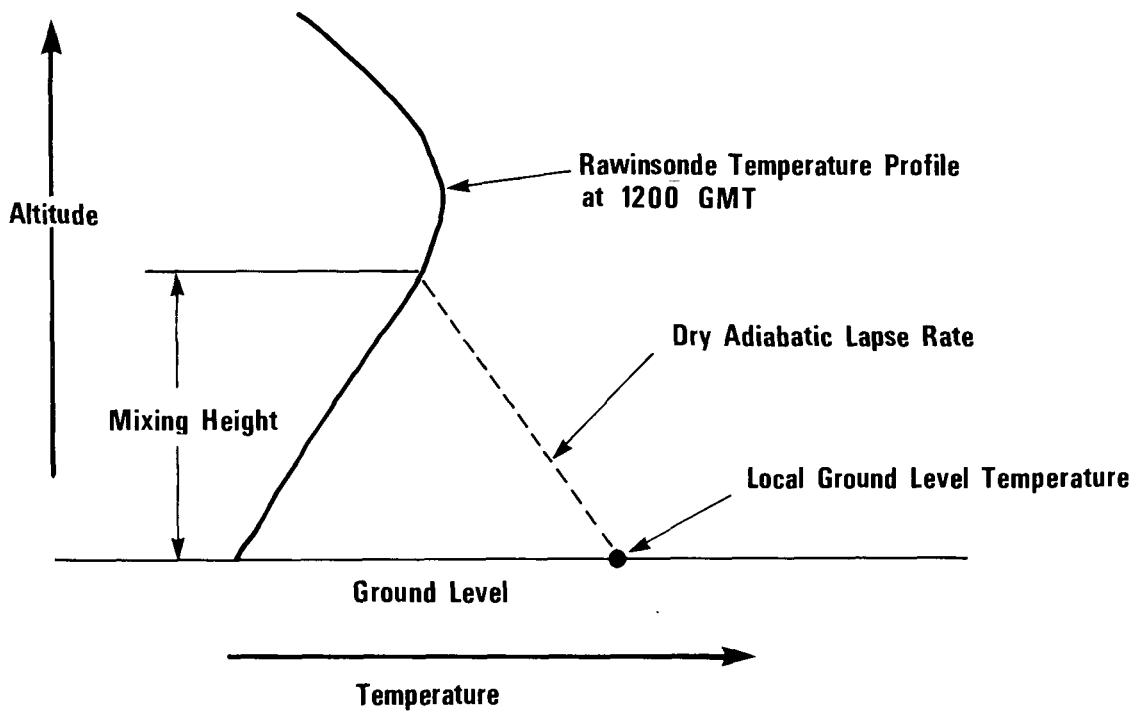 Rawinsonde Temperature Profile
at 1200 GMT
Altitude
Dry Adiabatic Lapse Rate
Mixing Height
Local Ground Level Temperature
Ground Level
Temperature